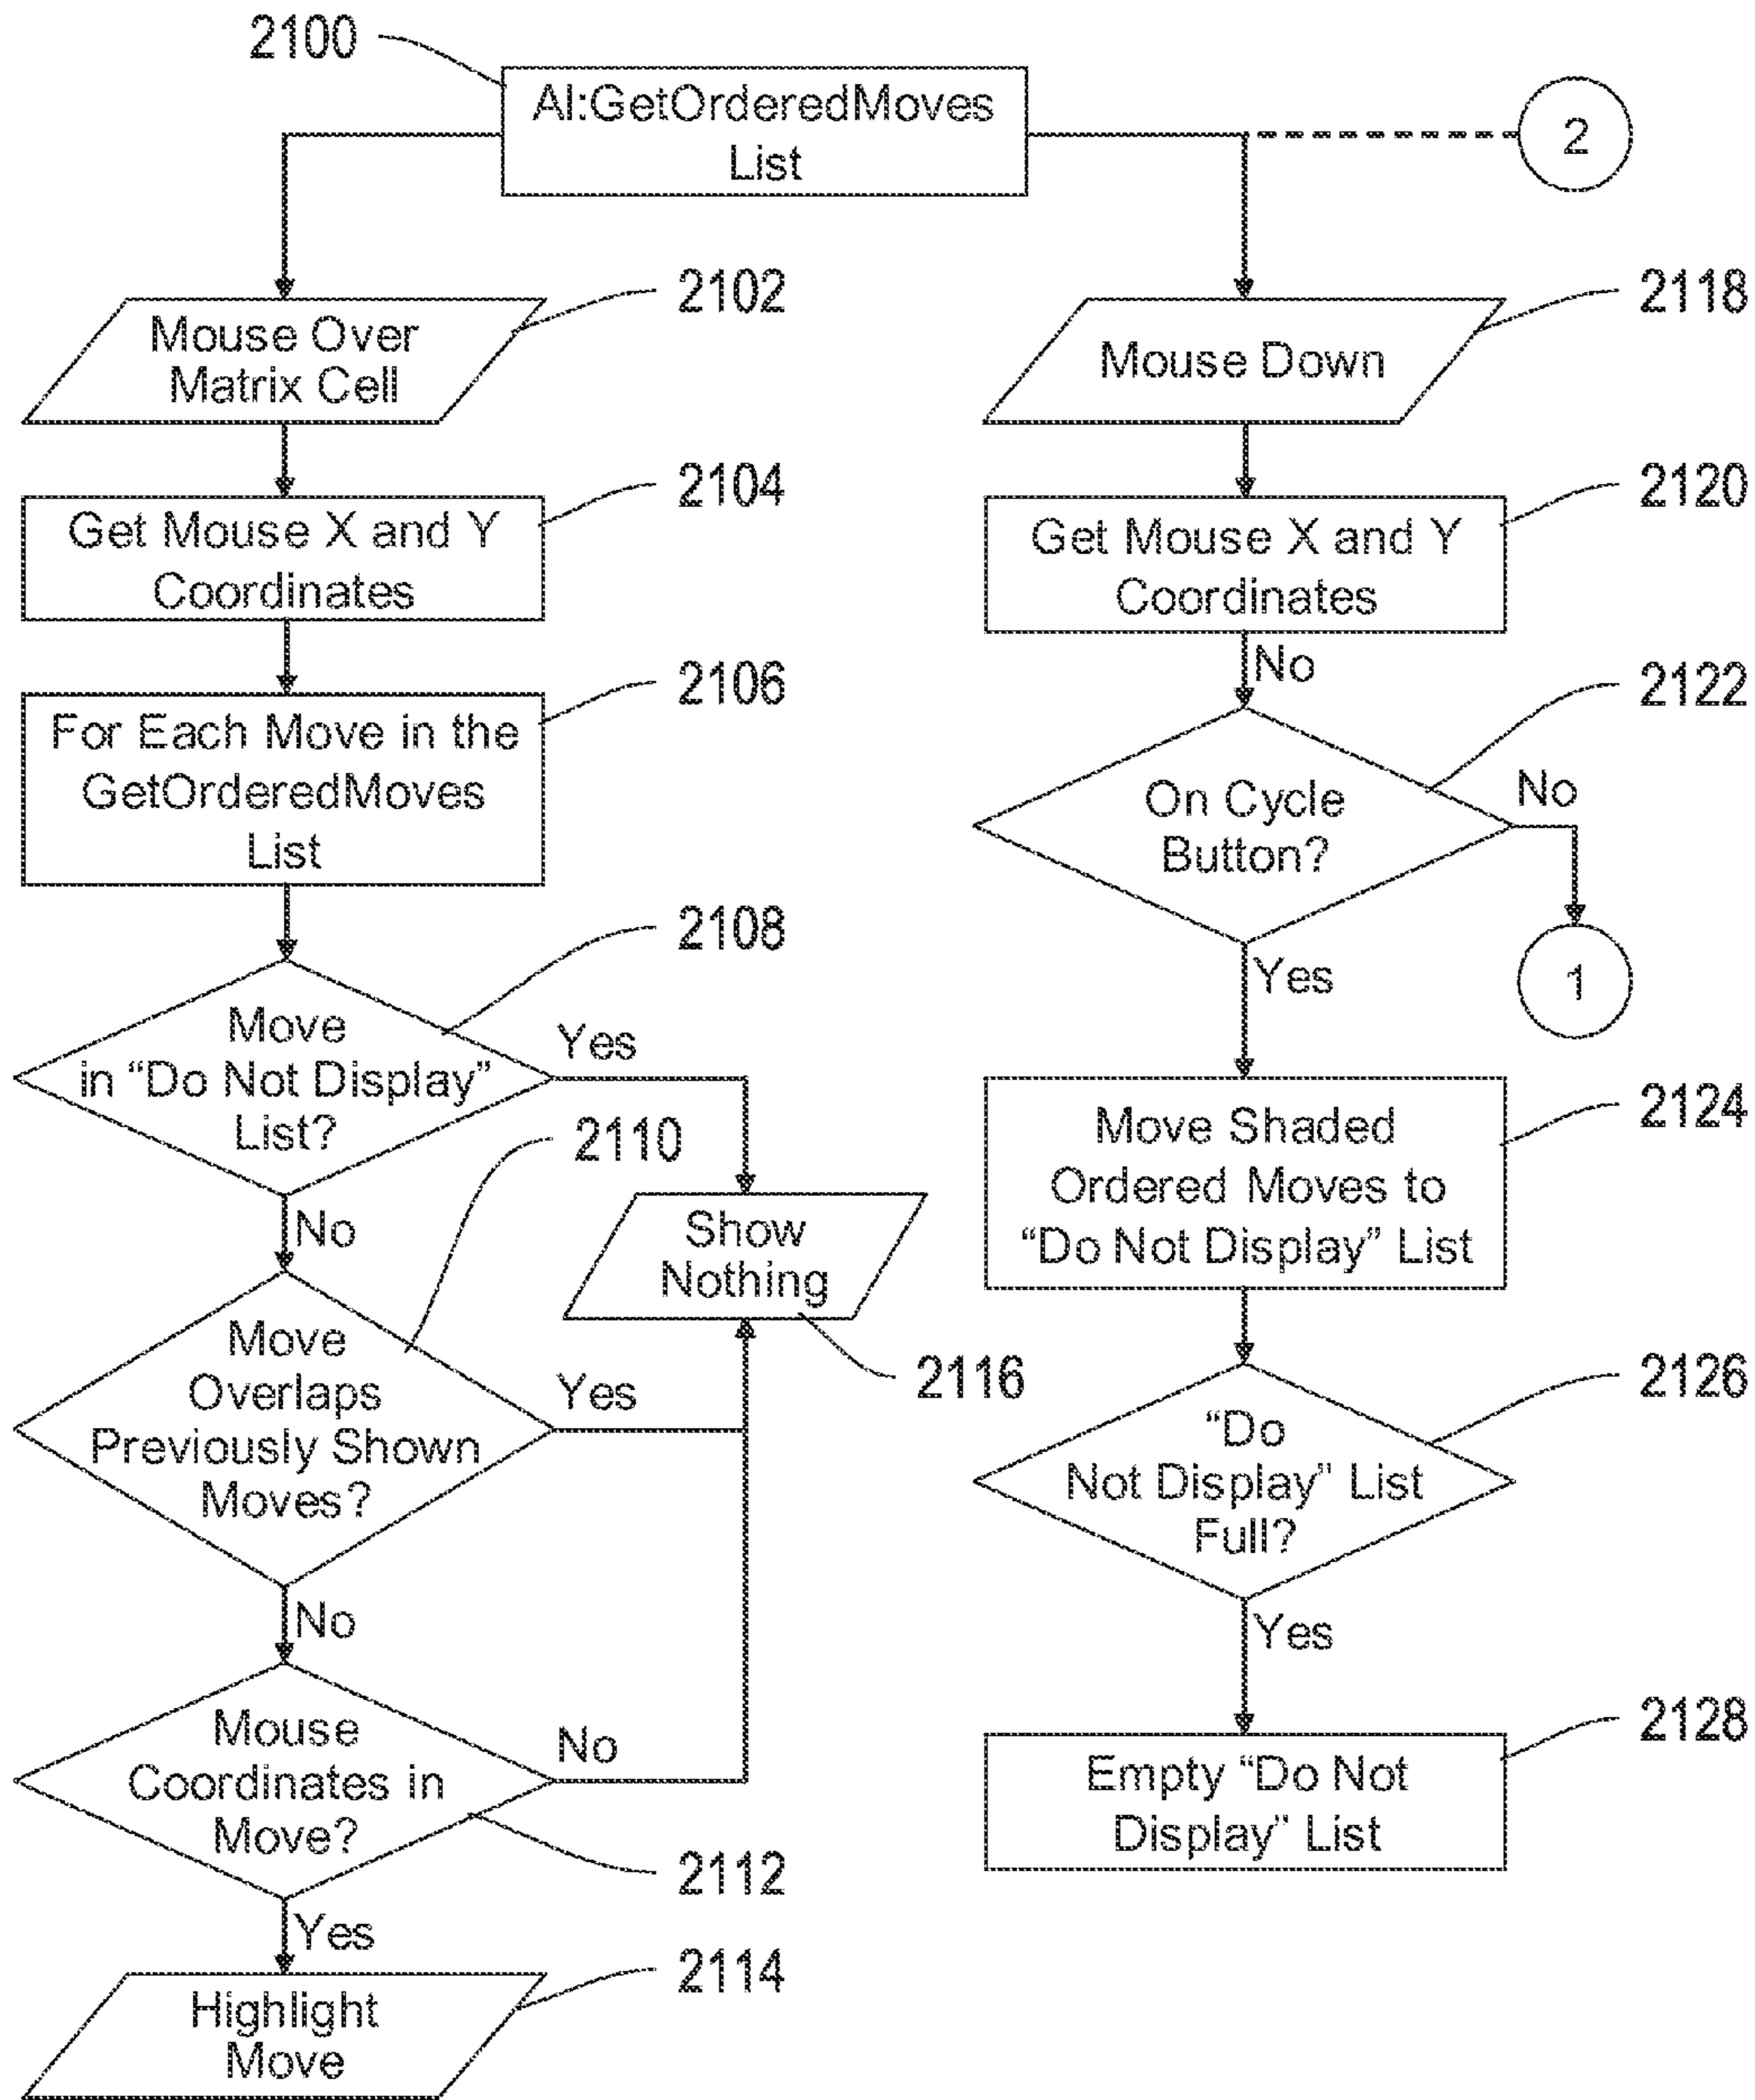 2100
AI:GetOrderedMoves
List
2
2102
Mouse Over
Matrix Cell
2104
Get Mouse X and Y
Coordinates
2106
For Each Move in the
GetOrderedMoves
List
2108
Move
in “Do Not Display”
List?
Yes
No
2110
Move
Overlaps
Previously Shown
Moves?
Yes
No
Show
Nothing
2116
Mouse
Coordinates in
Move?
No
2112
Yes
Highlight
Move
2114
2118
Mouse Down
2120
Get Mouse X and Y
Coordinates
No
2122
On Cycle
Button?
No
1
Yes
2124
Move Shaded
Ordered Moves to
“Do Not Display” List
2126
“Do
Not Display” List
Full?
Yes
2128
Empty “Do Not
Display” List